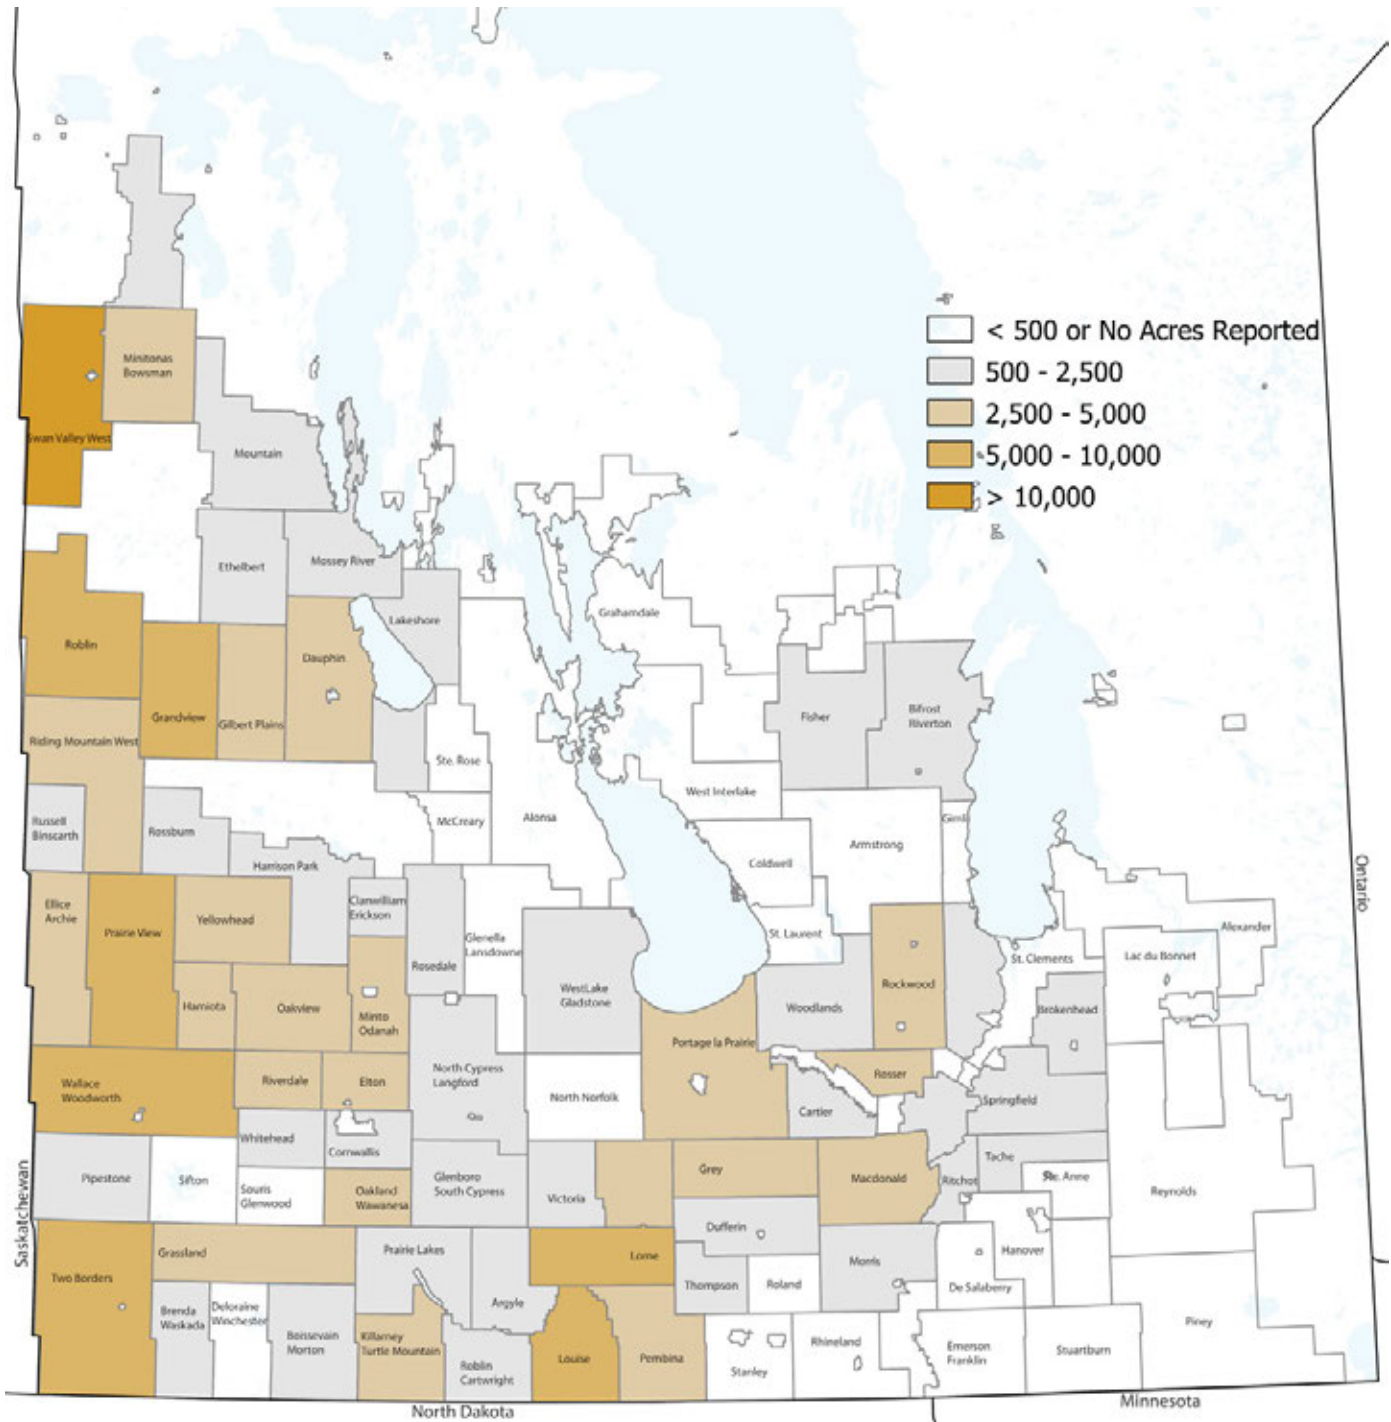 < 500 or No Acres Reported
500 - 2,500
2,500 - 5,000
5,000 - 10,000
> 10,000
Minitonas
Bowsman
Swan Valley West
Mountain
Ethelbert
Mossey River
Lakeshore
Grahamdale
Roblin
Dauphin
Grandview
Gilbert Plains
Fisher
Bifrost
Riverton
Riding Mountain West
Ste. Rose
West Interlake
Russell
Binscarth
Rossburn
McCreary
Alonsa
Gimli
Armstrong
Coldwell
Harrison Park
Ellice
Archie
Prairie View
Yellowhead
Clanwilliam
Erickson
Glenella
Lansdowne
St. Laurent
Alexander
Rosedale
St. Clements
Lac du Bonnet
WestLake
Gladstone
Rockwood
Hamiota
Oakview
Minto
Odanah
Woodlands
Brokenhead
Portage la Prairie
Wallace
Woodworth
Riverdale
Elton
North Cypress
Langford
North Norfolk
Rosser
Cartier
Springfield
Whitehead
Cornwallis
Pipestone
Sifton
Souris
Glenwood
Oakland
Wawanesa
Glenboro
South Cypress
Victoria
Grey
Macdonald
Ritchot
Tache
Ste. Anne
Reynolds
Dufferin
Hanover
Grassland
Prairie Lakes
Lorne
Morris
Two Borders
Thompson
Roland
De Salaberry
Brenda
Waskada
Deloraine
Winchester
Boissevain
Morton
Killarney
Turtle Mountain
Argyle
Roblin
Cartwright
Louise
Pembina
Stanley
Rhineland
Emerson
Franklin
Stuartburn
Piney
Saskatchewan
Ontario
North Dakota
Minnesota